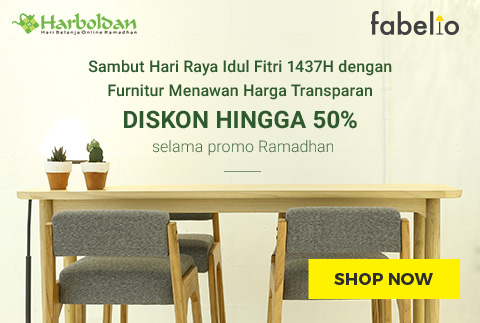 Harboldan
Hari Belanja Online Ramadhan
fabelio
Sambut Hari Raya Idul Fitri 1437H dengan
Furnitur Menawan Harga Transparan
DISKON HINGGA 50%
selama promo Ramadhan
SHOP NOW